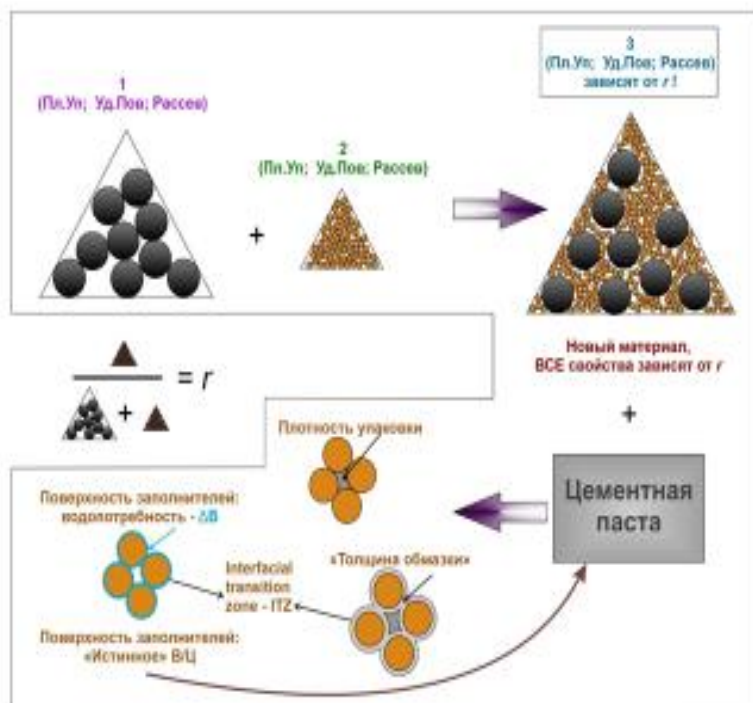 1
(Пл.Уп; Уд.Пов; Рассев)
2
(Пл.Уп; Уд.Пов; Рассев)
3
(Пл.Уп; Уд.Пов; Рассев)
зависят от r !
+
Новый материал,
ВСЕ свойства зависят от r
+
= r
+
Плотность упаковки
Цементная
паста
Поверхность заполнителей:
водопотребность - ΔВ
Interfacial
transition
zone - ITZ
«Толщина обмазки»
Поверхность заполнителей:
«Истинное» В/Ц